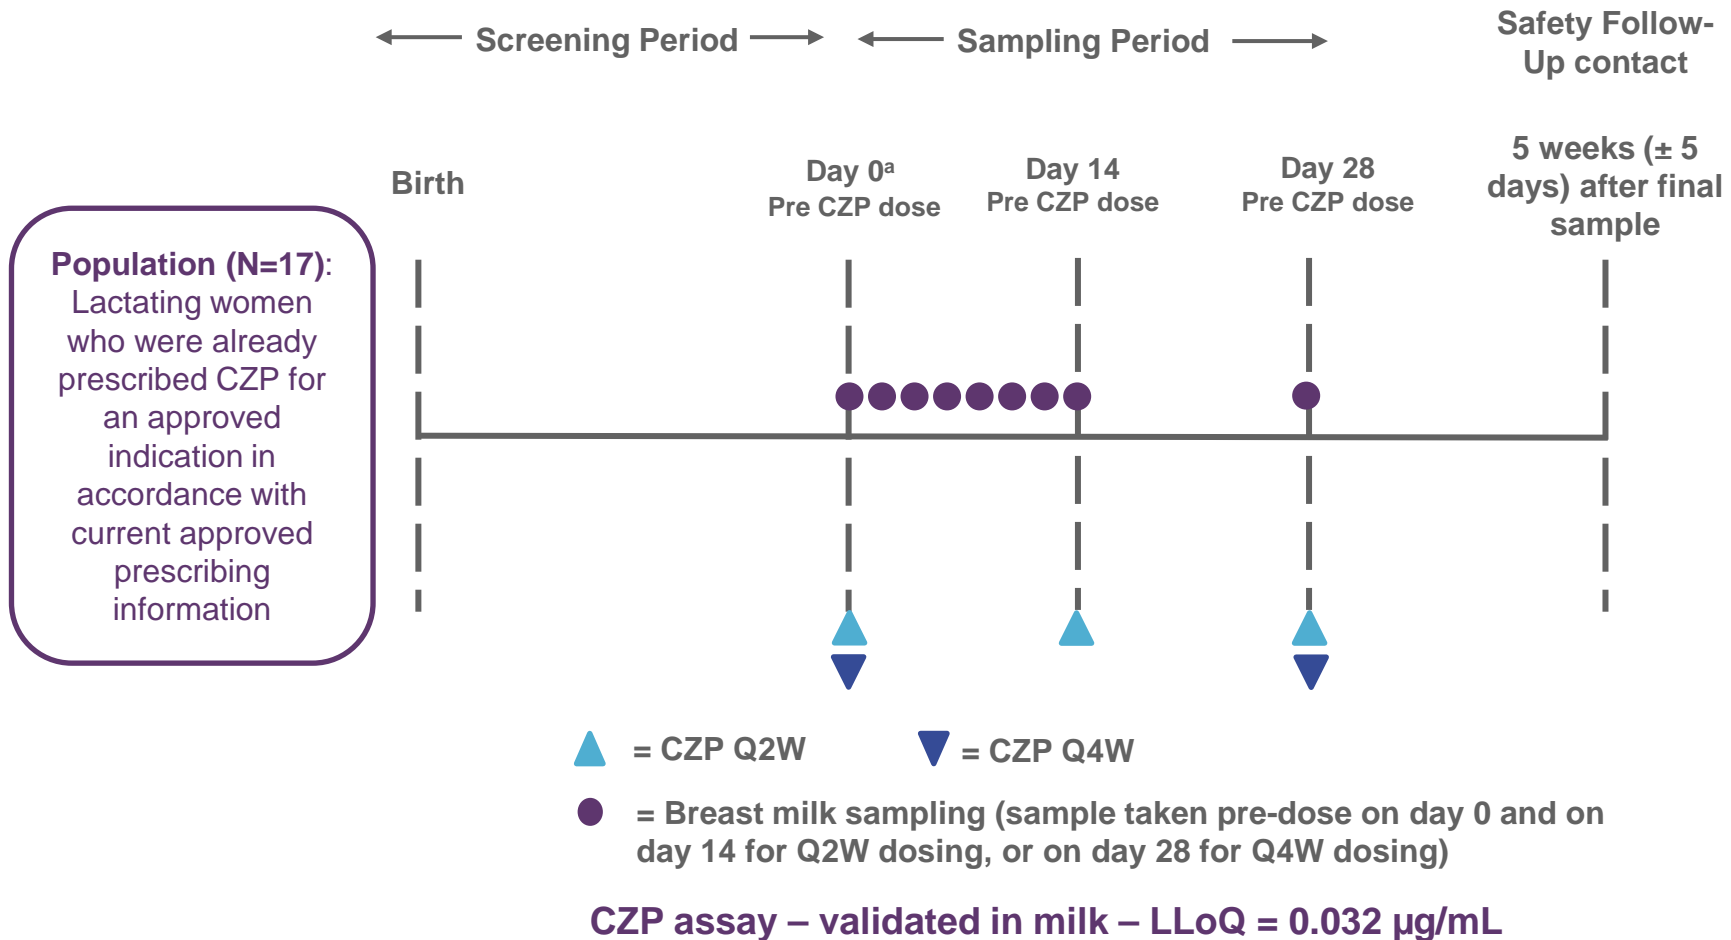 Screening Period
Sampling Period
Safety Follow-
Up contact
Birth
Day 0ᵃ
Pre CZP dose
Day 14
Pre CZP dose
Day 28
Pre CZP dose
5 weeks (± 5
days) after final
sample
Population (N=17):
Lactating women
who were already
prescribed CZP for
an approved
indication in
accordance with
current approved
prescribing
information
= CZP Q2W
= CZP Q4W
= Breast milk sampling (sample taken pre-dose on day 0 and on
day 14 for Q2W dosing, or on day 28 for Q4W dosing)
CZP assay – validated in milk – LLoQ = 0.032 μg/mL